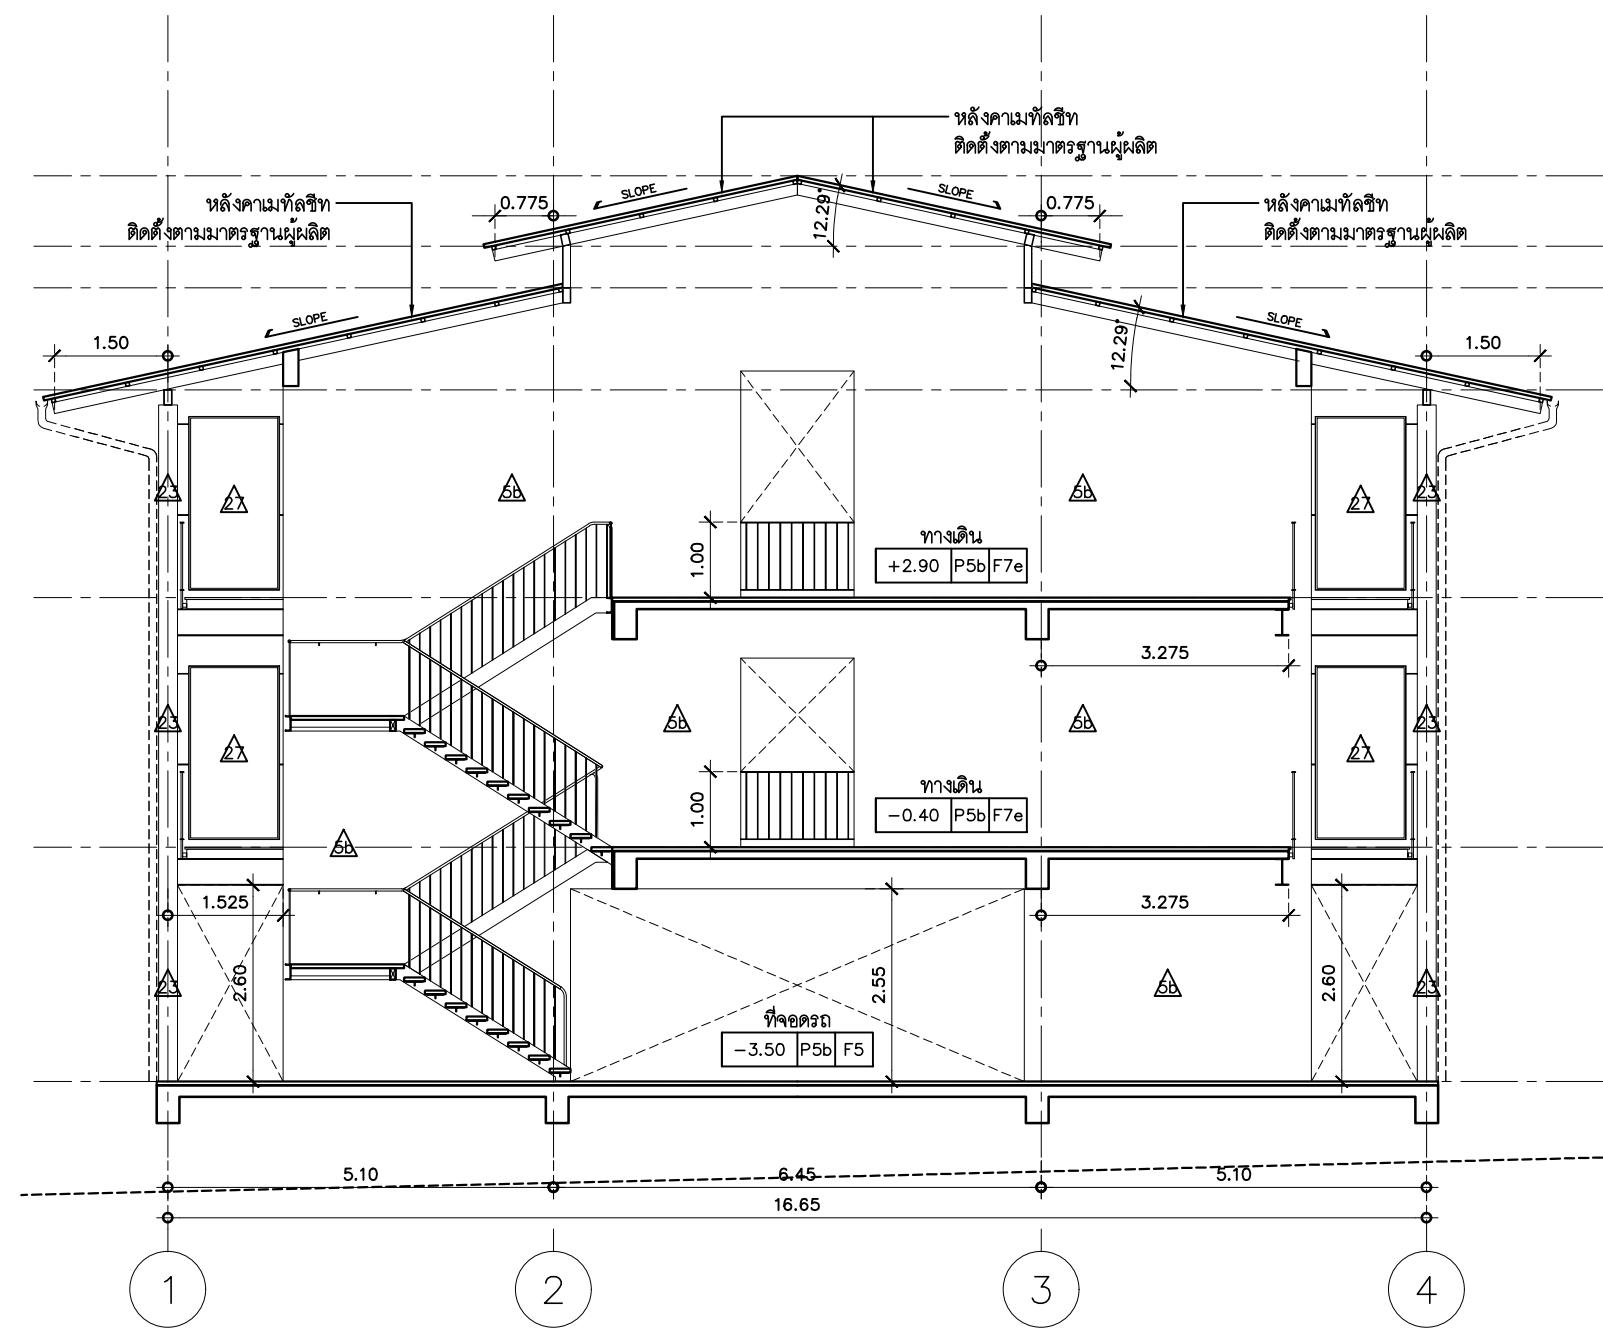 หลังคาเมทัลชีท
ติดตั้งตามมาตรฐานผู้ผลิต
หลังคาเมทัลชีท
ติดตั้งตามมาตรฐานผู้ผลิต
หลังคาเมทัลชีท
ติดตั้งตามมาตรฐานผู้ผลิต
SLOPE
SLOPE
0.775
0.775
12.29°
SLOPE
SLOPE
1.50
1.50
12.29°
23
27
5b
5b
27
23
ทางเดิน
+2.90 P5b F7e
1.00
3.275
23
27
5b
5b
27
23
ทางเดิน
-0.40 P5b F7e
1.00
5b
1.525
3.275
2.60
2.55
2.60
23
5b
23
ที่จอดรถ
-3.50 P5b F5
5.10 6.45 5.10
16.65
1 2 3 4